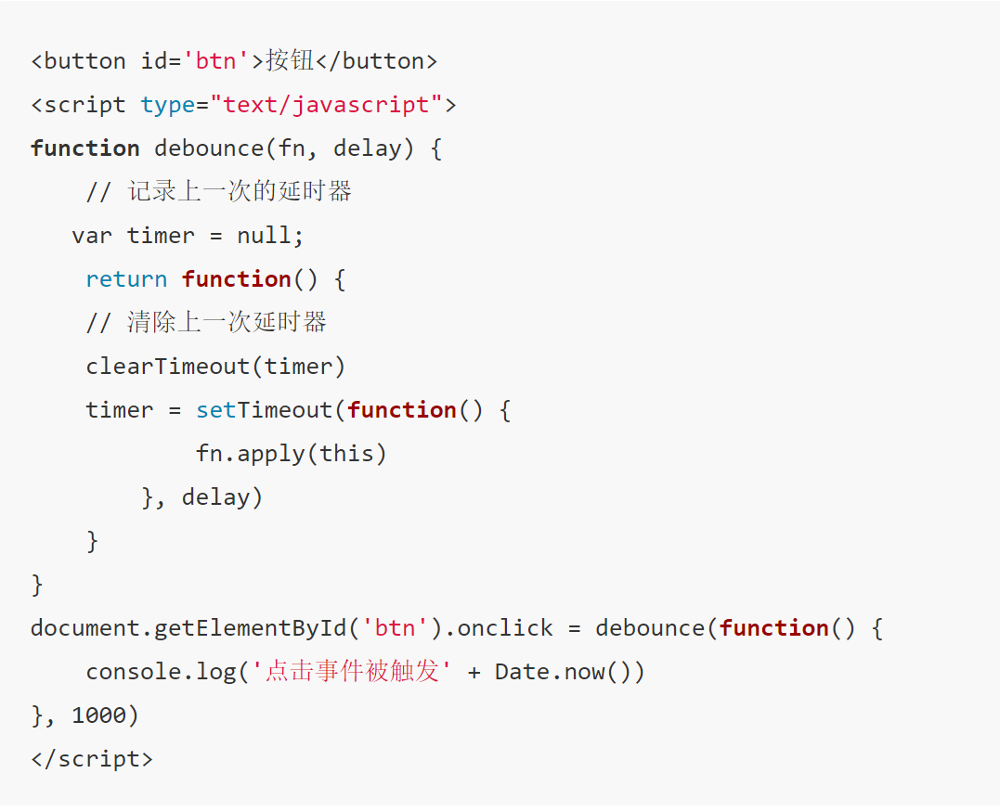 <button id='btn'>按钮</button>
<script type="text/javascript">
function debounce(fn, delay) {
    // 记录上一次的延时器
   var timer = null;
    return function() {
    // 清除上一次延时器
    clearTimeout(timer)
    timer = setTimeout(function() {
            fn.apply(this)
        }, delay)
    }
}
document.getElementById('btn').onclick = debounce(function() {
    console.log('点击事件被触发' + Date.now())
}, 1000)
</script>